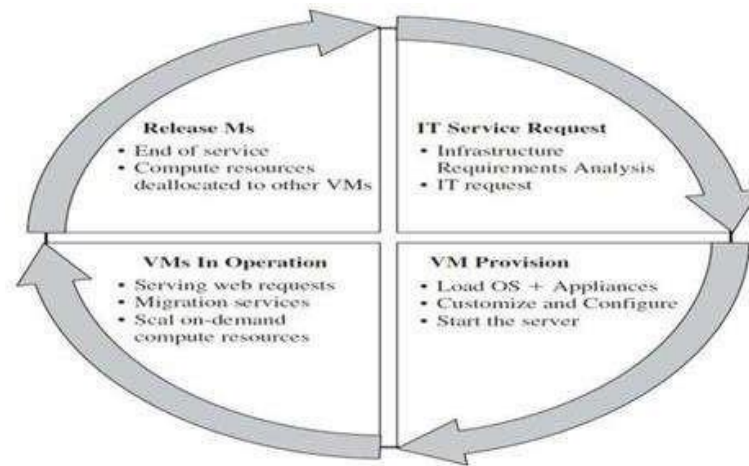 Release Ms
• End of service
• Compute resources
deallocated to other VMs
IT Service Request
• Infrastructure
Requirements Analysis
• IT request
VMs In Operation
• Serving web requests
• Migration services
• Scal on-demand
compute resources
VM Provision
• Load OS + Appliances
• Customize and Configure
• Start the server